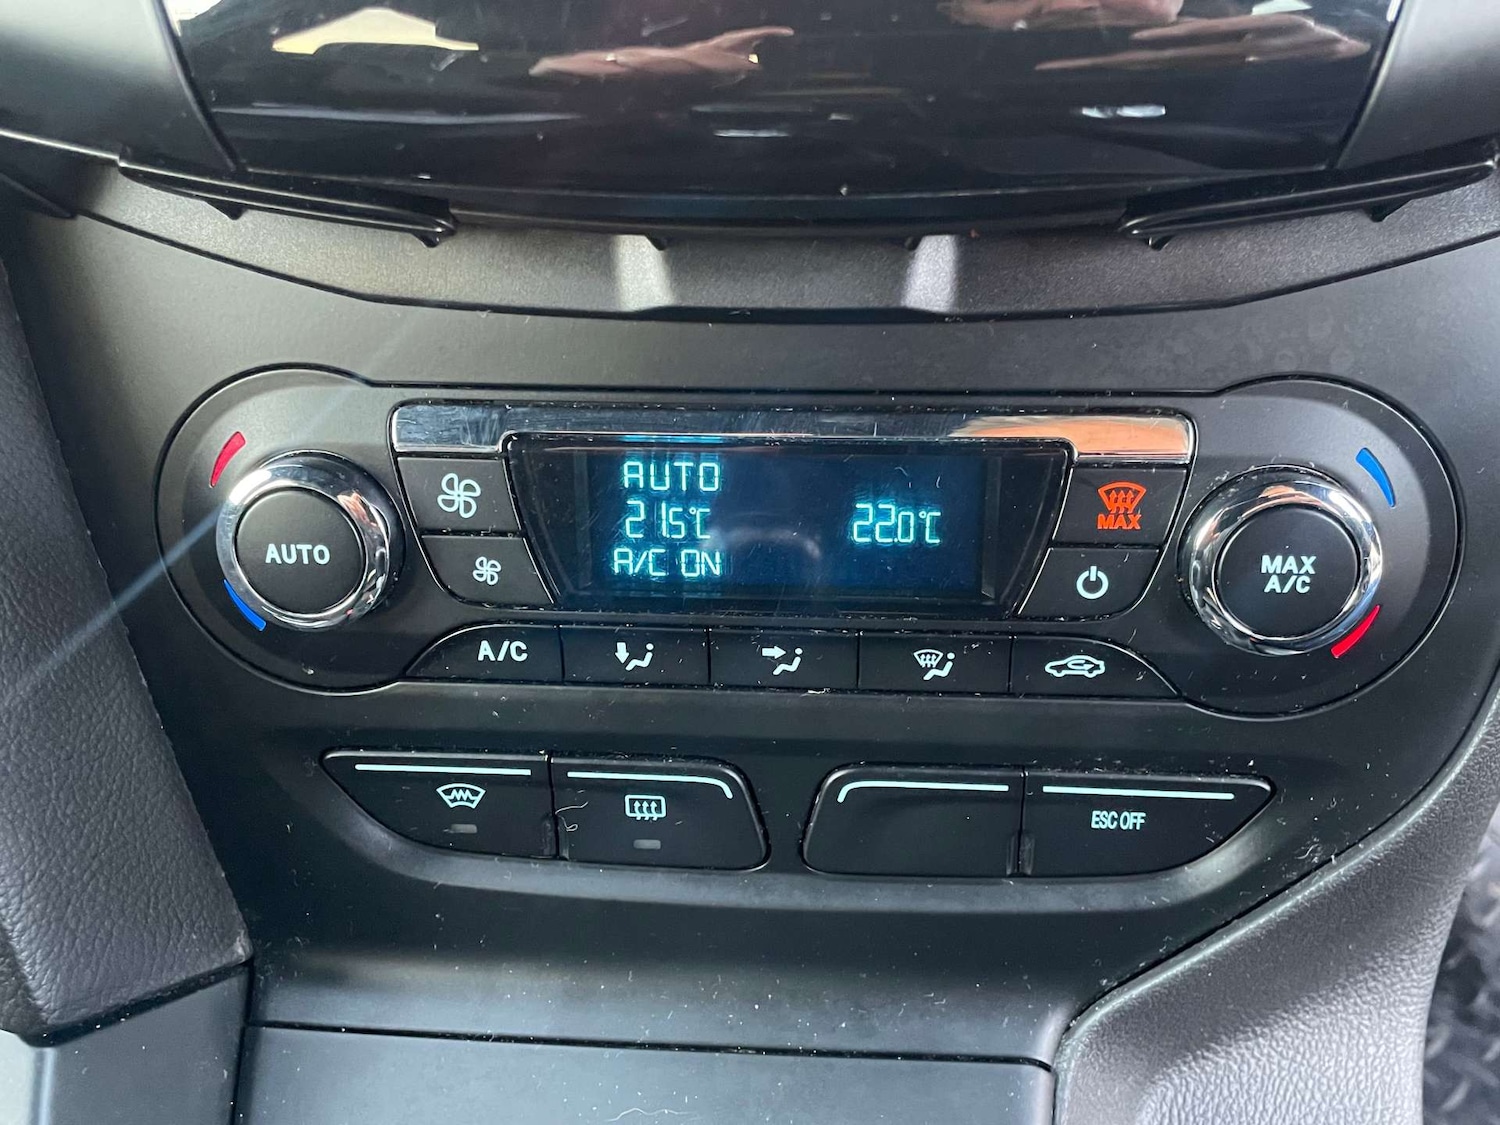 AUTO
21.5°C
A/C ON
22.0°C
MAX
AUTO
MAX
A/C
A/C
ESC OFF